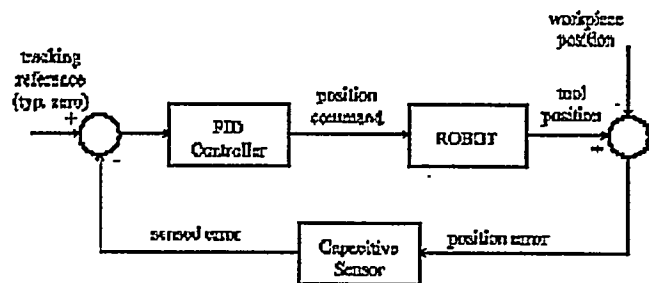 workpiece
position
tracking
reference
(typ. zero)
+
-
PID
Controller
position
command
ROBOT
tool
position
-
+
sensed error
Capacitive
Sensor
position error